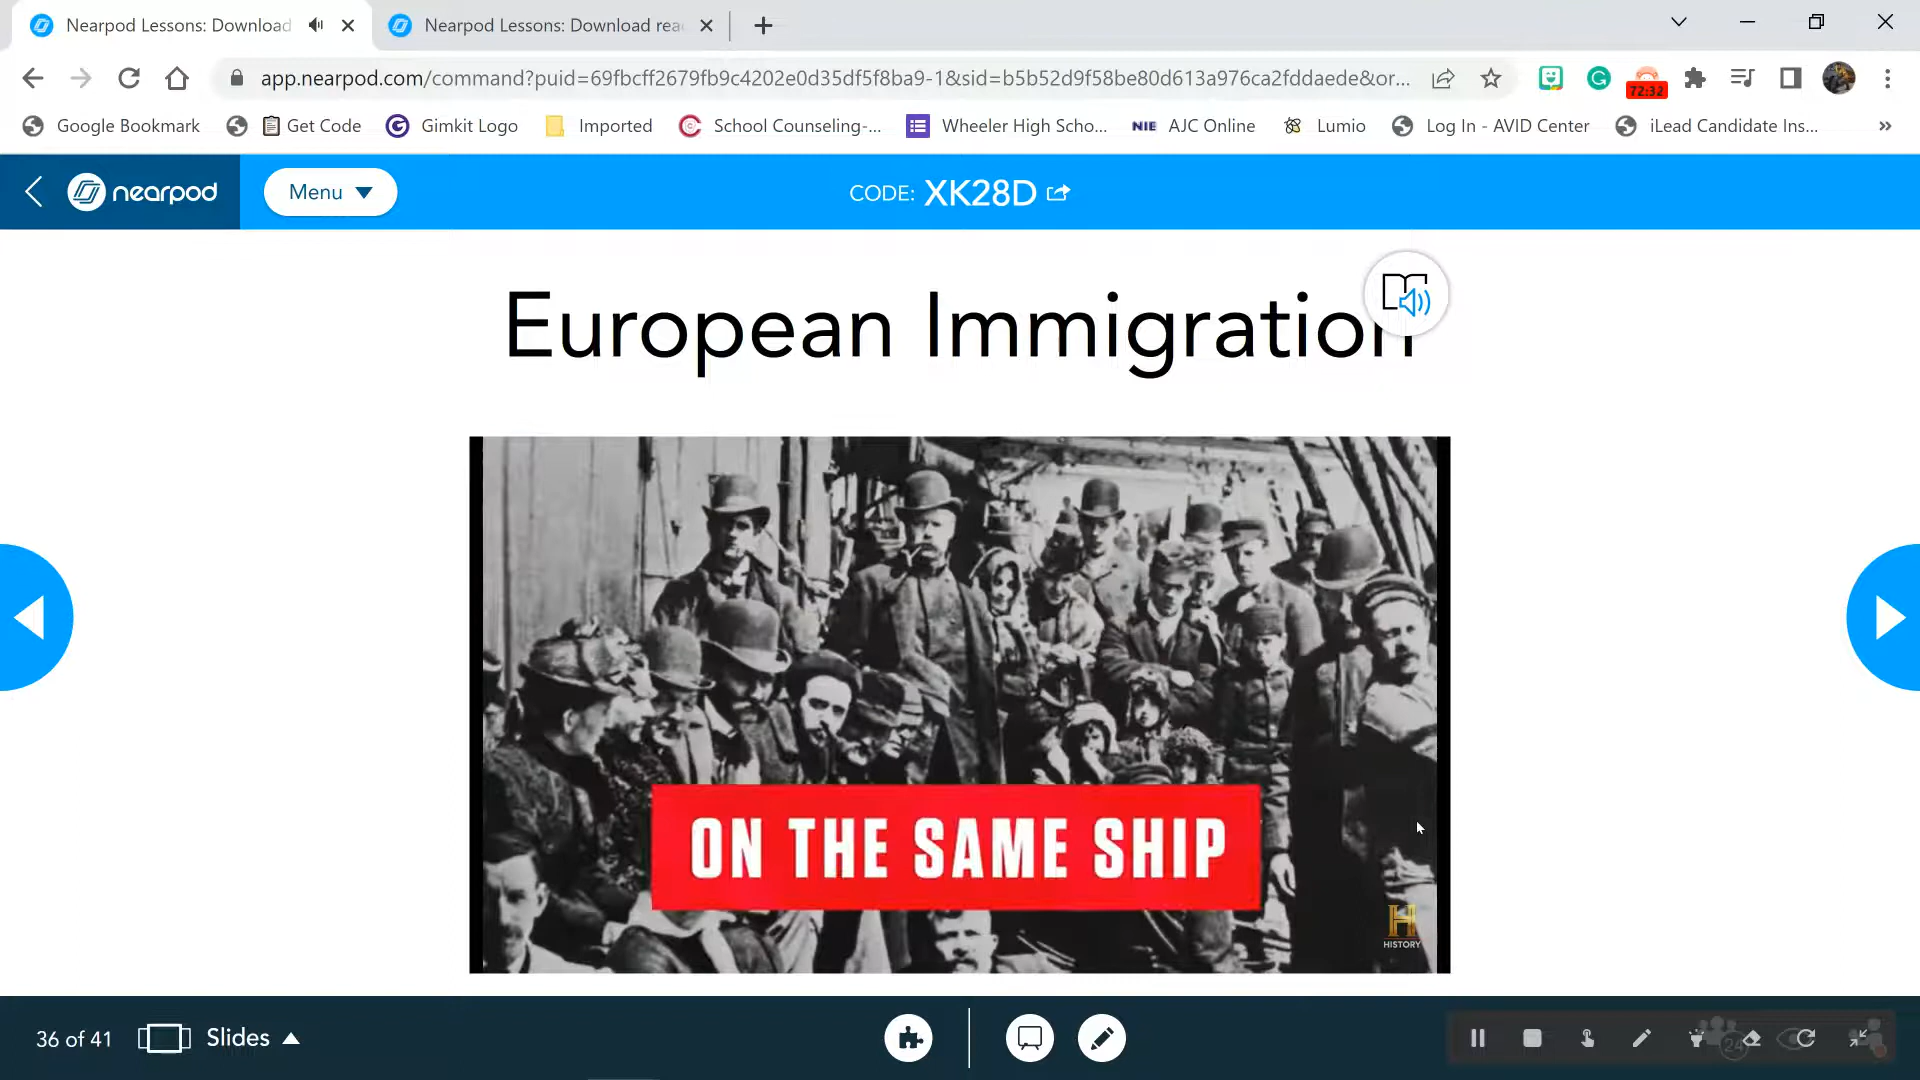 Nearpod Lessons: Download
Nearpod Lessons: Download rea
app.nearpod.com/command?puid=69fbcff2679fb9c4202e0d35df5f8ba9-1&sid=b5b52d9f58be80d613a976ca2fddaede&or...
72:32
Google Bookmark
Get Code
Gimkit Logo
Imported
School Counseling-...
Wheeler High Scho...
NIE AJC Online
Lumio
Log In - AVID Center
iLead Candidate Ins...
nearpod
Menu
CODE: XK28D
European Immigration
ON THE SAME SHIP
H
HISTORY
36 of 41
Slides
24